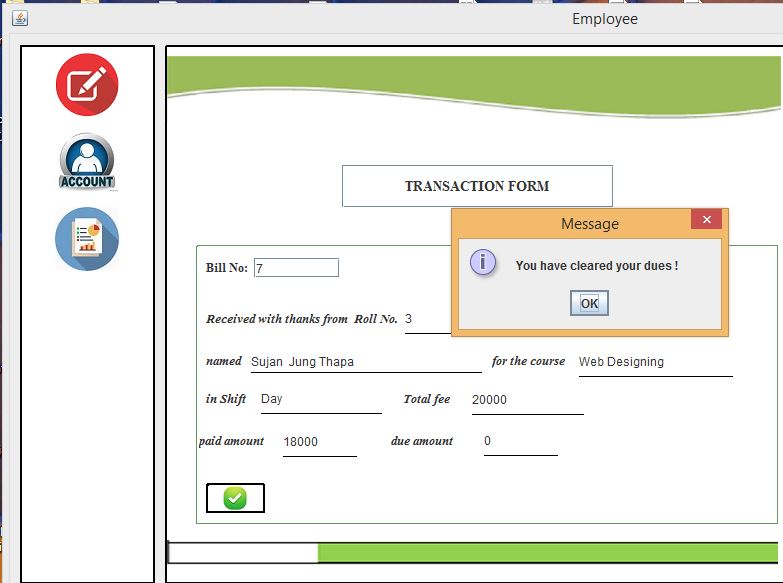 Employee
ACCOUNT
TRANSACTION FORM
Message
You have cleared your dues !
OK
Bill No: 7
Received with thanks from Roll No. 3
named Sujan Jung Thapa for the course Web Designing
in Shift Day Total fee 20000
paid amount 18000 due amount 0